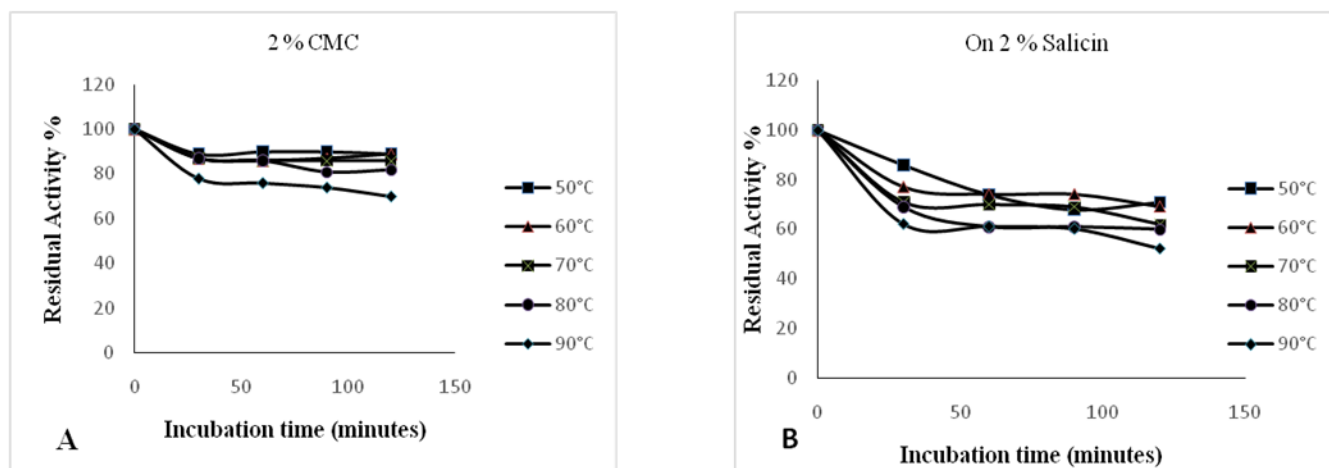 2 % CMC
Residual Activity %
120
100
80
60
40
20
0
0 50 100 150
Incubation time (minutes)
50°C
60°C
70°C
80°C
90°C
A
On 2 % Salicin
Residual Activity %
120
100
80
60
40
20
0
0 50 100 150
Incubation time (minutes)
50°C
60°C
70°C
80°C
90°C
B